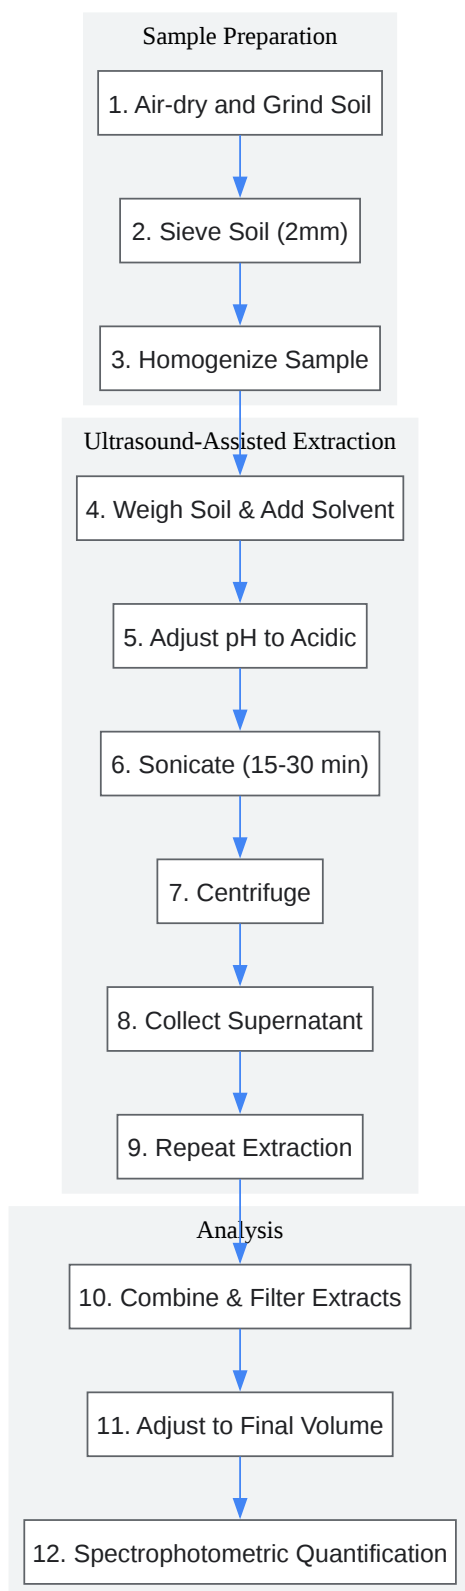 Sample Preparation
1. Air-dry and Grind Soil
2. Sieve Soil (2mm)
3. Homogenize Sample
Ultrasound-Assisted Extraction
4. Weigh Soil & Add Solvent
5. Adjust pH to Acidic
6. Sonicate (15-30 min)
7. Centrifuge
8. Collect Supernatant
9. Repeat Extraction
Analysis
10. Combine & Filter Extracts
11. Adjust to Final Volume
12. Spectrophotometric Quantification